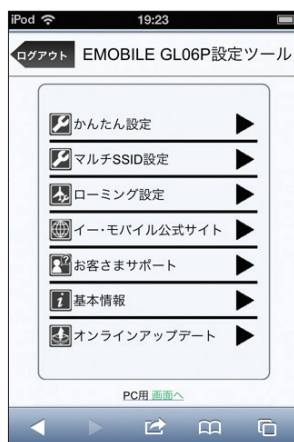 iPod 19:23
ログアウト EMOBILE GL06P設定ツール
かんたん設定
マルチSSID設定
ローミング設定
イー・モバイル公式サイト
お客さまサポート
基本情報
オンラインアップデート
PC用 画面へ